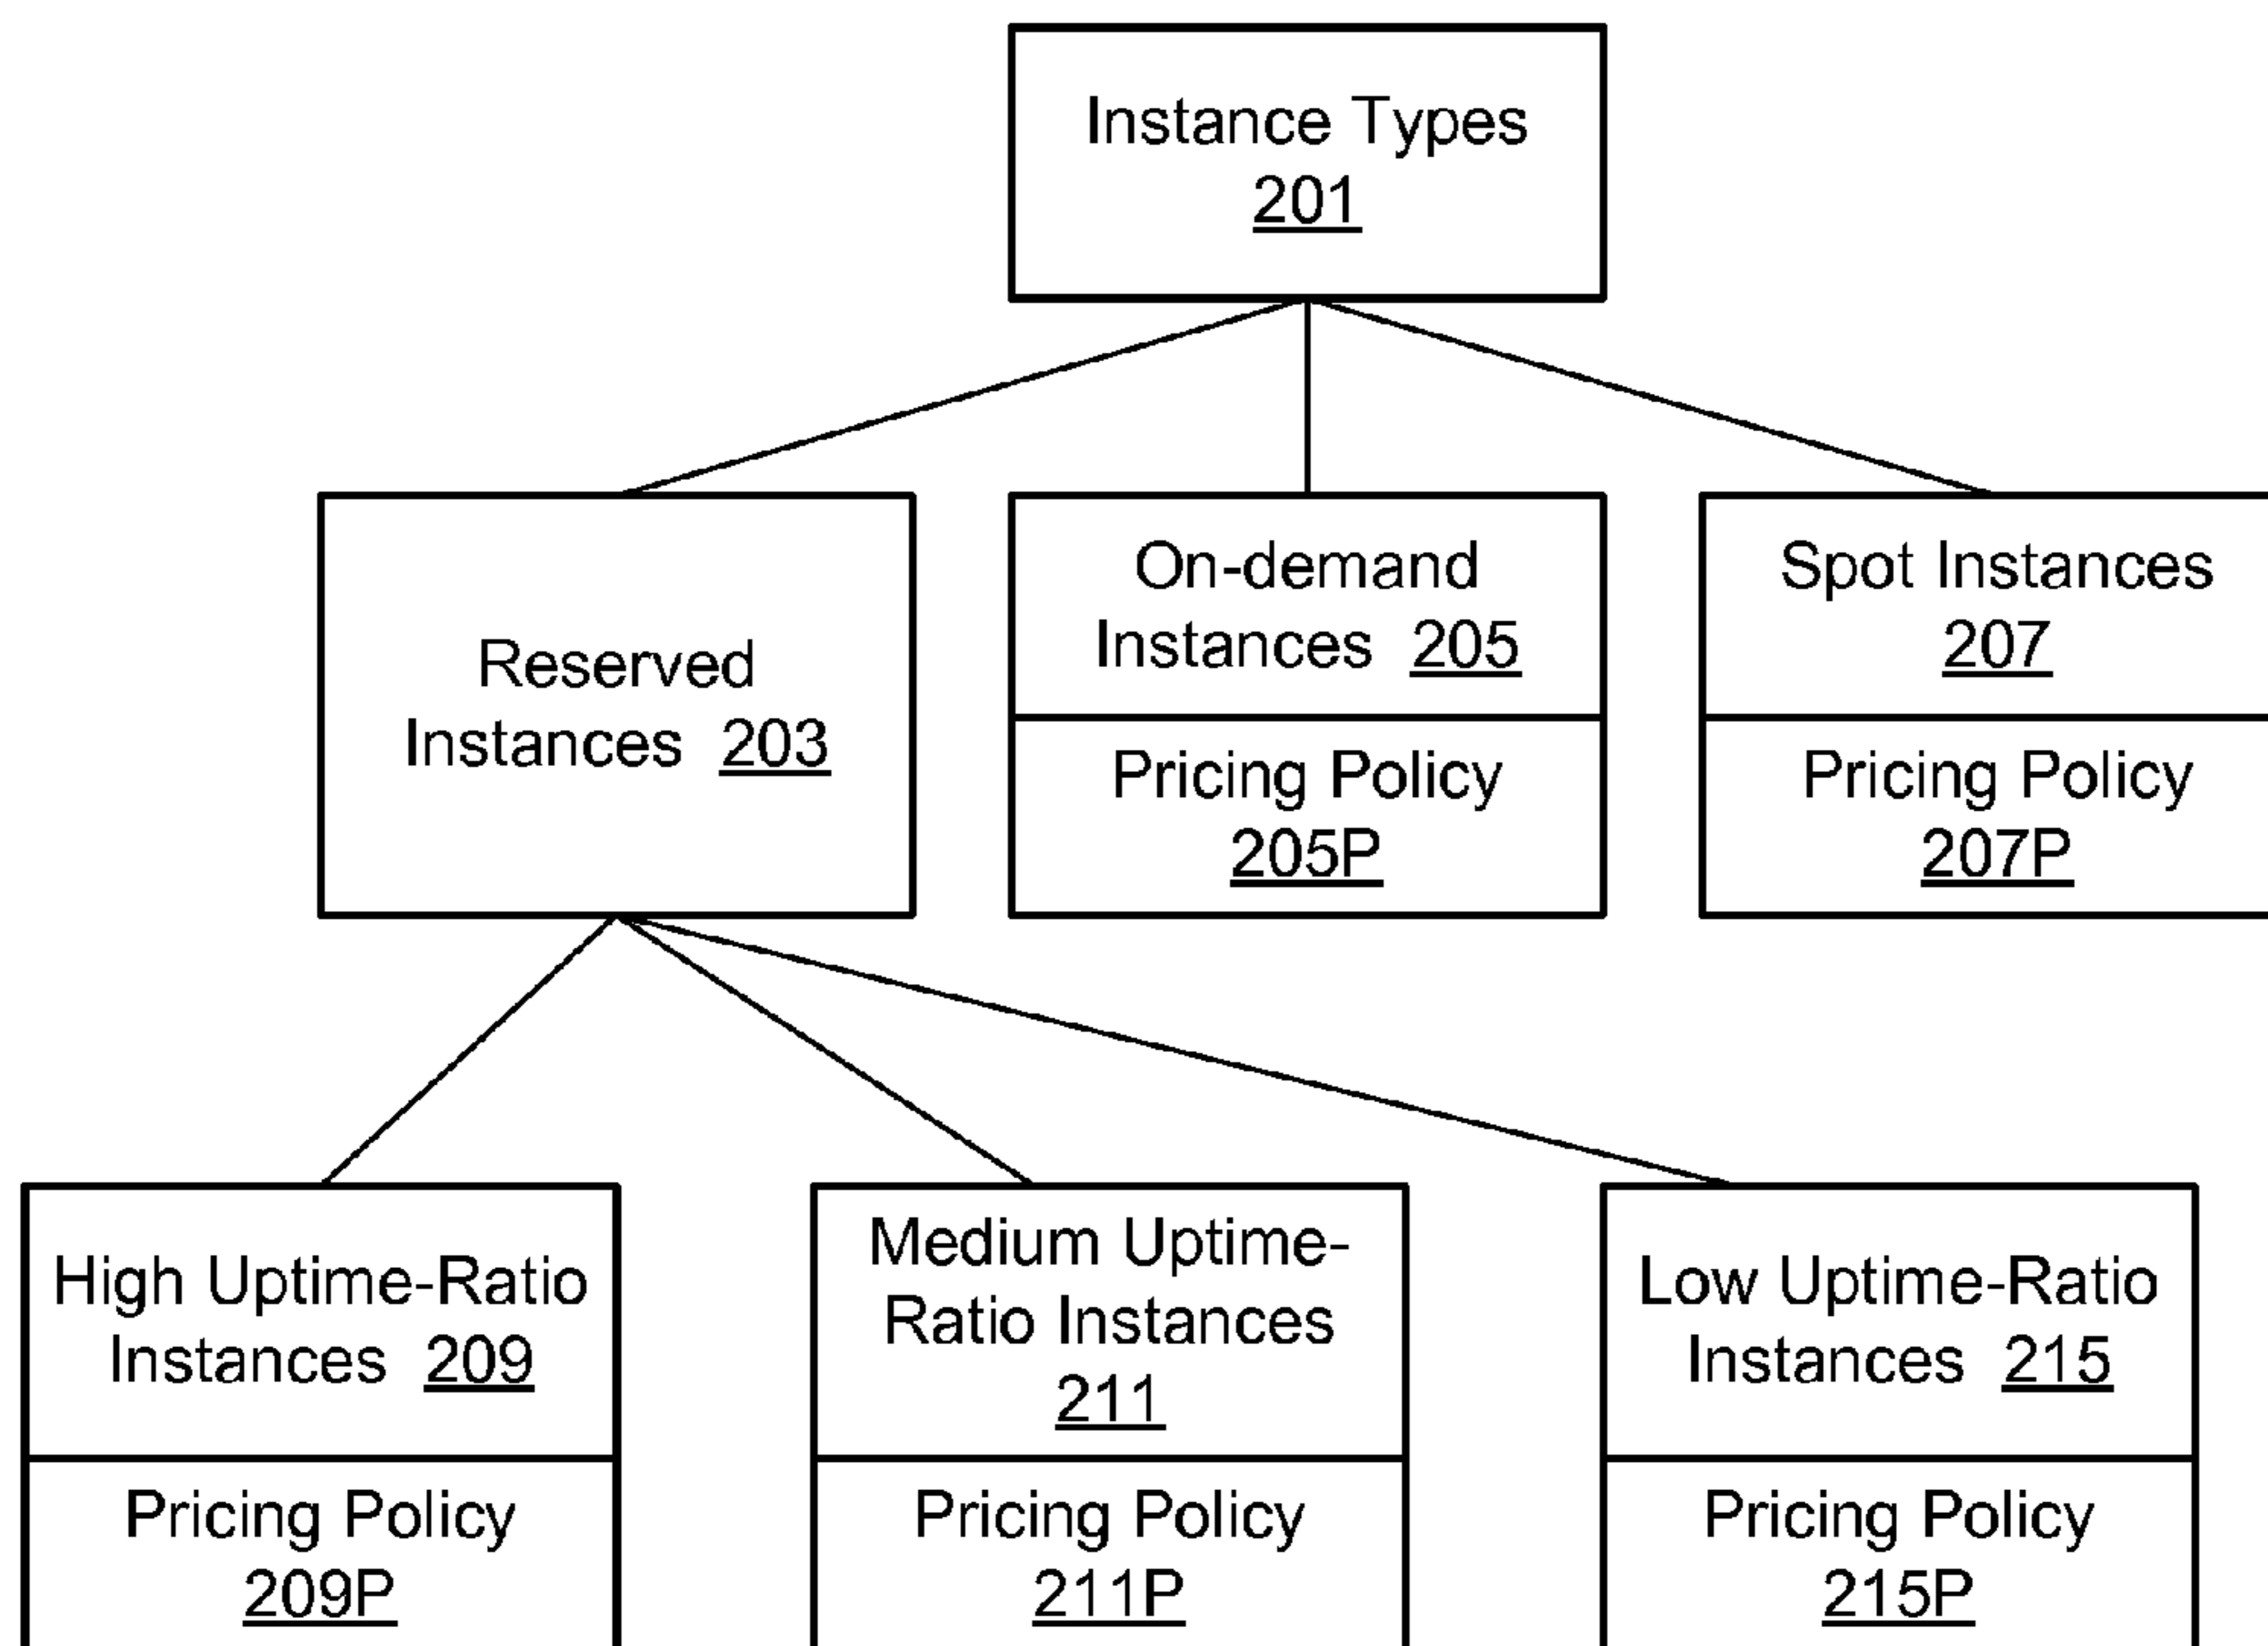 Instance Types
201
Reserved
Instances 203
On-demand
Instances 205
Pricing Policy
205P
Spot Instances
207
Pricing Policy
207P
High Uptime-Ratio
Instances 209
Pricing Policy
209P
Medium Uptime-
Ratio Instances
211
Pricing Policy
211P
Low Uptime-Ratio
Instances 215
Pricing Policy
215P